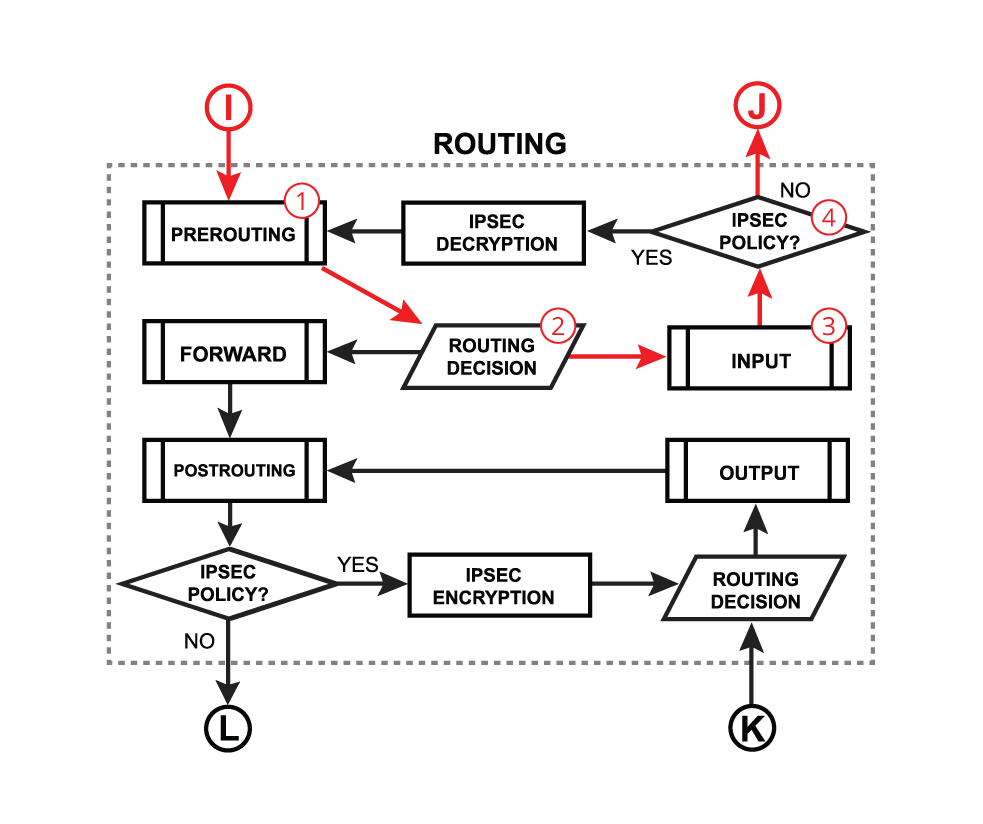 I
J
ROUTING
NO
1
PREROUTING
IPSEC
DECRYPTION
YES
IPSEC
POLICY?
4
FORWARD
ROUTING
DECISION
2
INPUT
3
POSTROUTING
OUTPUT
IPSEC
POLICY?
YES
IPSEC
ENCRYPTION
ROUTING
DECISION
NO
L
K